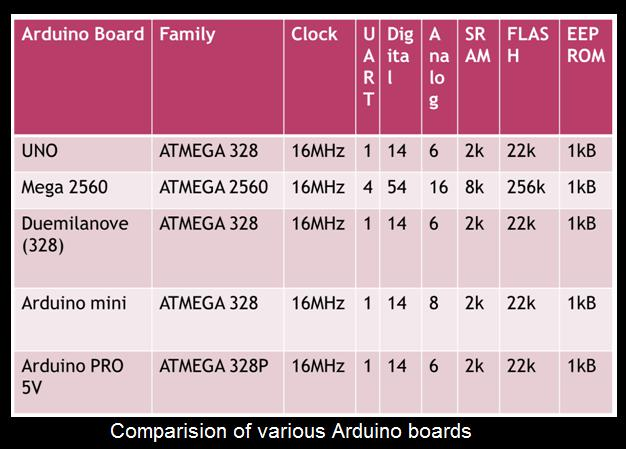 Arduino Board Family Clock UART Digital Analog SRAM FLASH EEPROM
UNO ATMEGA 328 16MHz 1 14 6 2k 22k 1kB
Mega 2560 ATMEGA 2560 16MHz 4 54 16 8k 256k 1kB
Duemilanove ATMEGA 328 16MHz 1 14 6 2k 22k 1kB
(328)
Arduino mini ATMEGA 328 16MHz 1 14 8 2k 22k 1kB
Arduino PRO ATMEGA 328P 16MHz 1 14 6 2k 22k 1kB
5V
Comparision of various Arduino boards